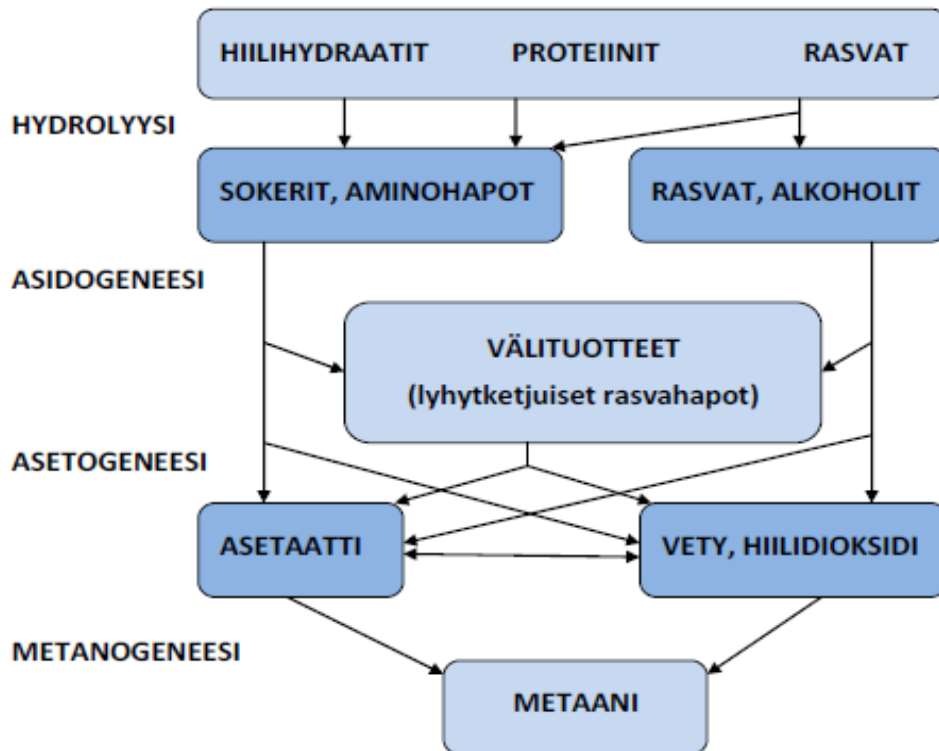 HIILIHYDRAATIT PROTEIINIT RASVAT
HYDROLYYSI
SOKERIT, AMINOHAPOT RASVAT, ALKOHOLIT
ASIDOGENEESI
VÄLITUOTTEET
(lyhytketjuiset rasvahapot)
ASETOGENEESI
ASETAATTI VETY, HIILIDIOKSIDI
METANOGENEESI
METAANI